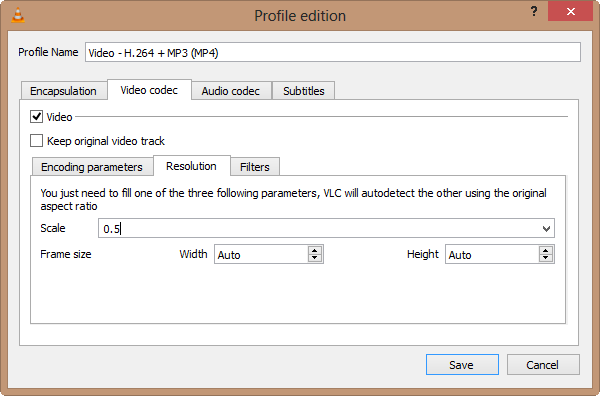 Profile edition
?
Profile Name Video - H.264 + MP3 (MP4)
Encapsulation Video codec Audio codec Subtitles
Video
Keep original video track
Encoding parameters Resolution Filters
You just need to fill one of the three following parameters, VLC will autodetect the other using the original
aspect ratio
Scale 0.5
Frame size Width Auto Height Auto
Save Cancel